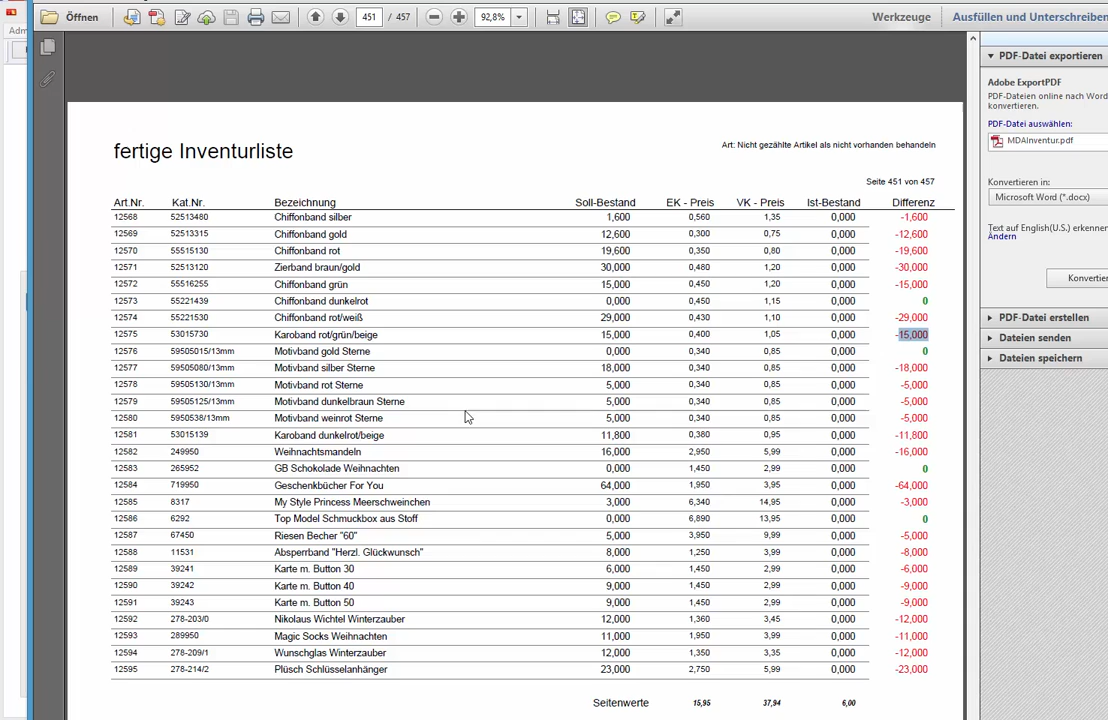 Öffnen 451 / 457 92,8% Werkzeuge Ausfüllen und Unterschreiben
Adm
PDF-Datei exportieren
Adobe ExportPDF
PDF-Dateien online nach Word
konvertieren.
PDF-Datei auswählen:
MDAInventur.pdf
Konvertieren in:
Microsoft Word (*.docx)
Text auf English(U.S.) erkennen
Ändern
Konvertier
PDF-Datei erstellen
Dateien senden
Dateien speichern
fertige Inventurliste
Art: Nicht gezählte Artikel als nicht vorhanden behandeln
Seite 451 von 457
Art.Nr. Kat.Nr. Bezeichnung Soll-Bestand EK - Preis VK - Preis Ist-Bestand Differenz
12568 52513480 Chiffonband silber 1,600 0,560 1,35 0,000 -1,600
12569 52513315 Chiffonband gold 12,600 0,300 0,75 0,000 -12,600
12570 55515130 Chiffonband rot 19,600 0,350 0,80 0,000 -19,600
12571 52513120 Zierband braun/gold 30,000 0,480 1,20 0,000 -30,000
12572 55516255 Chiffonband grün 15,000 0,450 1,20 0,000 -15,000
12573 55221439 Chiffonband dunkelrot 0,000 0,450 1,15 0,000 0
12574 55221530 Chiffonband rot/weiß 29,000 0,430 1,10 0,000 -29,000
12575 53015730 Karoband rot/grün/beige 15,000 0,400 1,05 0,000 -15,000
12576 59505015/13mm Motivband gold Sterne 0,000 0,340 0,85 0,000 0
12577 59505080/13mm Motivband silber Sterne 18,000 0,340 0,85 0,000 -18,000
12578 59505130/13mm Motivband rot Sterne 5,000 0,340 0,85 0,000 -5,000
12579 59505125/13mm Motivband dunkelbraun Sterne 5,000 0,340 0,85 0,000 -5,000
12580 5950538/13mm Motivband weinrot Sterne 5,000 0,340 0,85 0,000 -5,000
12581 53015139 Karoband dunkelrot/beige 11,800 0,380 0,95 0,000 -11,800
12582 249950 Weihnachtsmandeln 16,000 2,950 5,99 0,000 -16,000
12583 265952 GB Schokolade Weihnachten 0,000 1,450 2,99 0,000 0
12584 719950 Geschenkbücher For You 64,000 1,950 3,95 0,000 -64,000
12585 8317 My Style Princess Meerschweinchen 3,000 6,340 14,95 0,000 -3,000
12586 6292 Top Model Schmuckbox aus Stoff 0,000 6,890 13,95 0,000 0
12587 67450 Riesen Becher "60" 5,000 3,950 9,99 0,000 -5,000
12588 11531 Absperrband "Herzl. Glückwunsch" 8,000 1,250 3,99 0,000 -8,000
12589 39241 Karte m. Button 30 6,000 1,450 2,99 0,000 -6,000
12590 39242 Karte m. Button 40 9,000 1,450 2,99 0,000 -9,000
12591 39243 Karte m. Button 50 9,000 1,450 2,99 0,000 -9,000
12592 278-203/0 Nikolaus Wichtel Winterzauber 12,000 1,360 3,45 0,000 -12,000
12593 289950 Magic Socks Weihnachten 11,000 1,950 3,99 0,000 -11,000
12594 278-209/1 Wunschglas Winterzauber 12,000 1,350 3,35 0,000 -12,000
12595 278-214/2 Plüsch Schlüsselanhänger 23,000 2,750 5,99 0,000 -23,000
Seitenwerte 15,95 37,94 6,00